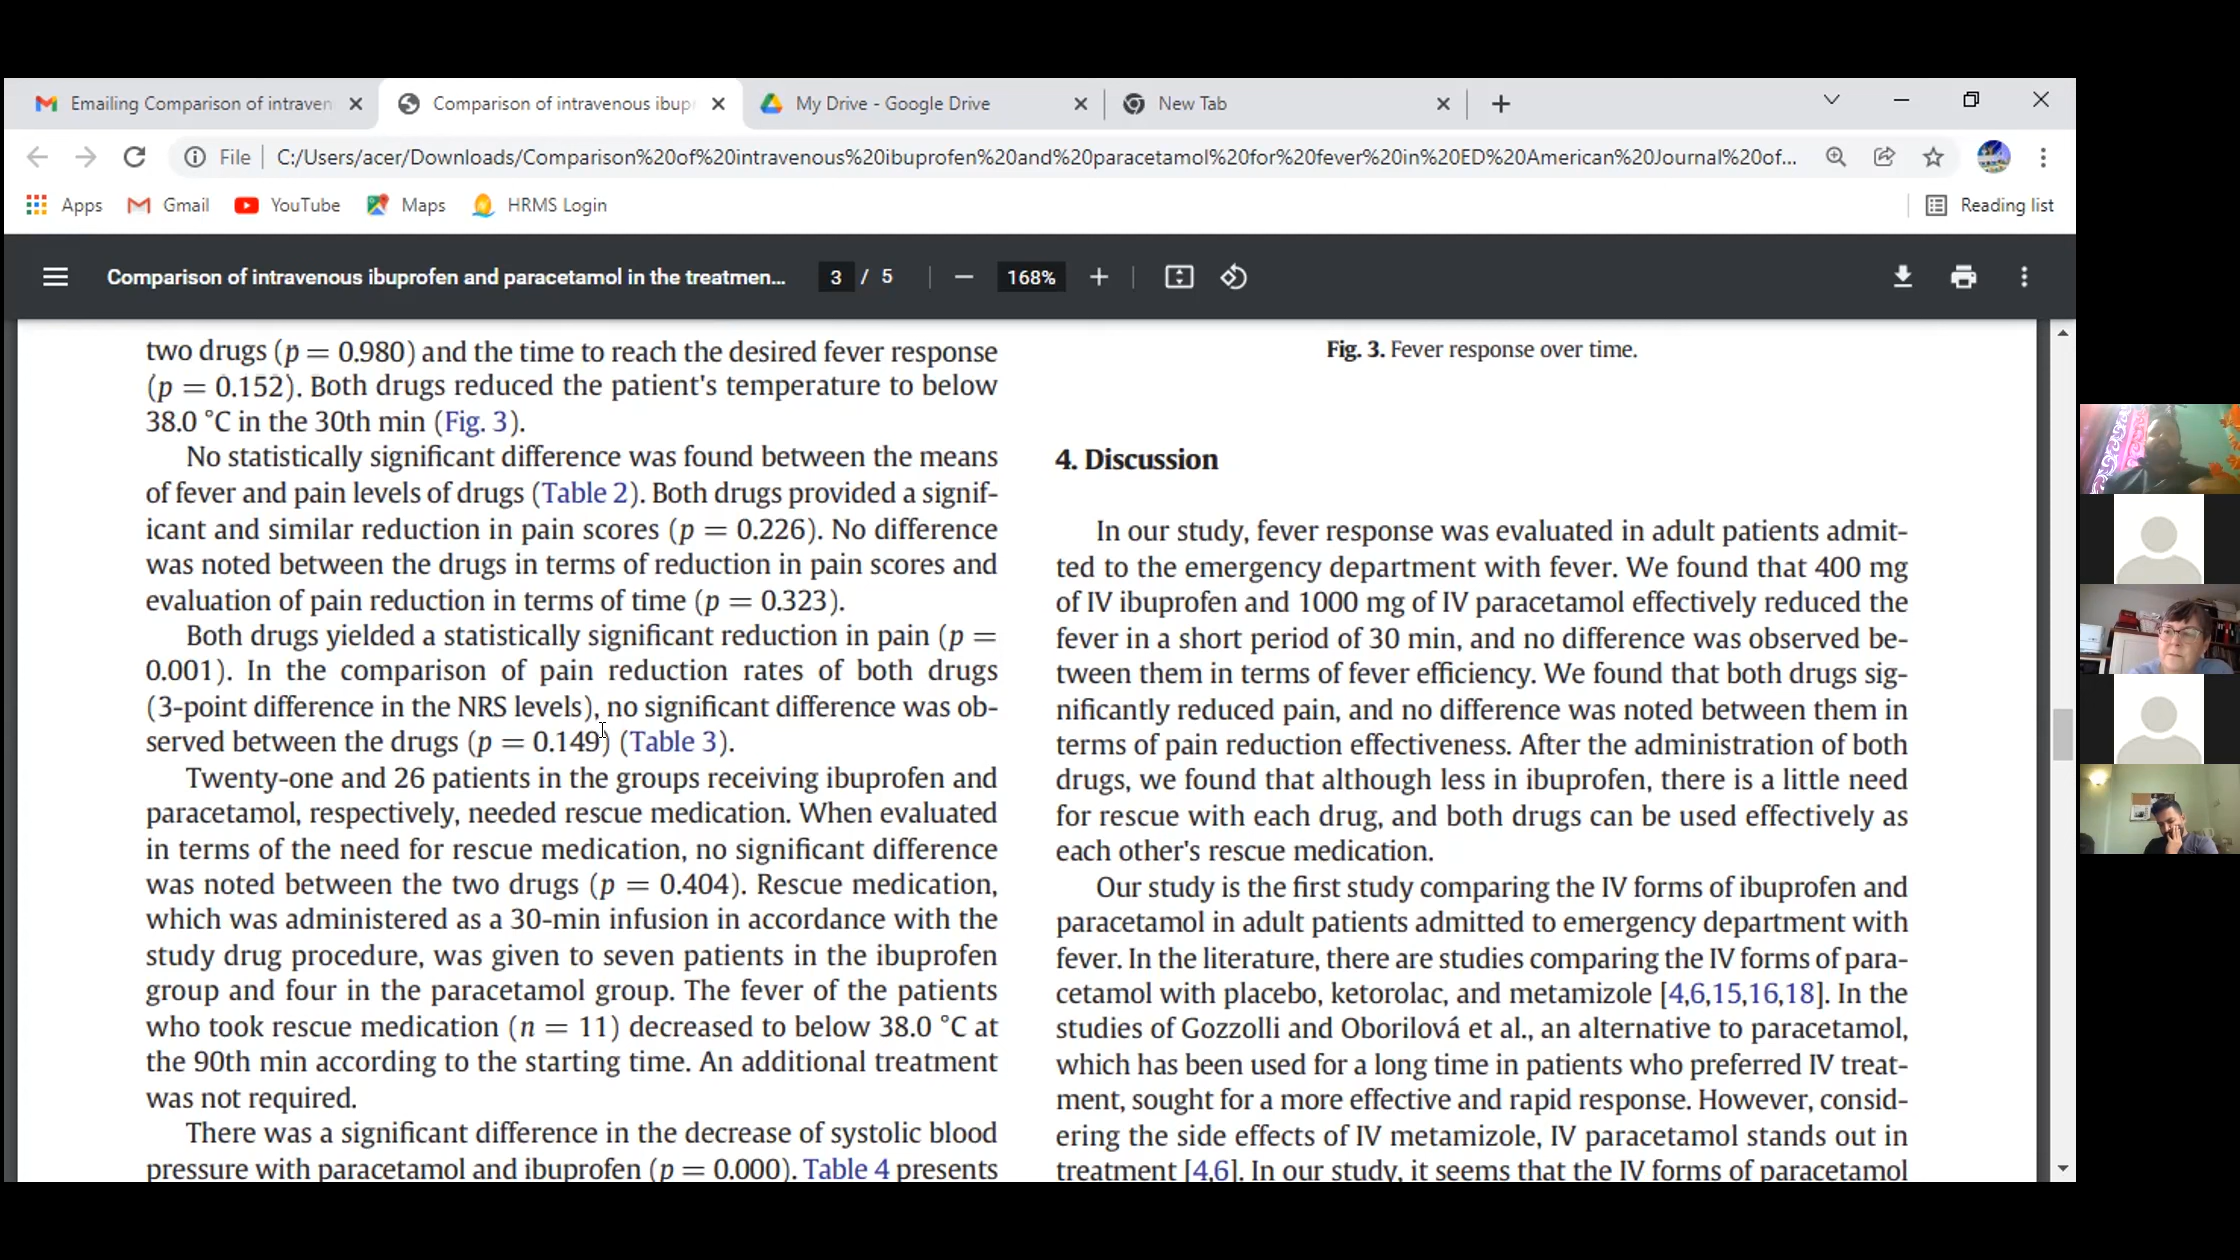 Emailing Comparison of intraven
Comparison of intravenous ibup
My Drive - Google Drive
New Tab
File
C:/Users/acer/Downloads/Comparison%20of%20intravenous%20ibuprofen%20and%20paracetamol%20for%20fever%20in%20ED%20American%20Journal%20of...
Apps
Gmail
YouTube
Maps
HRMS Login
Reading list
Comparison of intravenous ibuprofen and paracetamol in the treatmen...
3 / 5
168%
two drugs (p = 0.980) and the time to reach the desired fever response
(p = 0.152). Both drugs reduced the patient's temperature to below
38.0 °C in the 30th min (Fig. 3).
No statistically significant difference was found between the means
of fever and pain levels of drugs (Table 2). Both drugs provided a signif-
icant and similar reduction in pain scores (p = 0.226). No difference
was noted between the drugs in terms of reduction in pain scores and
evaluation of pain reduction in terms of time (p = 0.323).
Both drugs yielded a statistically significant reduction in pain (p =
0.001). In the comparison of pain reduction rates of both drugs
(3-point difference in the NRS levels), no significant difference was ob-
served between the drugs (p = 0.149) (Table 3).
Twenty-one and 26 patients in the groups receiving ibuprofen and
paracetamol, respectively, needed rescue medication. When evaluated
in terms of the need for rescue medication, no significant difference
was noted between the two drugs (p = 0.404). Rescue medication,
which was administered as a 30-min infusion in accordance with the
study drug procedure, was given to seven patients in the ibuprofen
group and four in the paracetamol group. The fever of the patients
who took rescue medication (n = 11) decreased to below 38.0 °C at
the 90th min according to the starting time. An additional treatment
was not required.
There was a significant difference in the decrease of systolic blood
pressure with paracetamol and ibuprofen (p = 0.000). Table 4 presents
Fig. 3. Fever response over time.
4. Discussion
In our study, fever response was evaluated in adult patients admit-
ted to the emergency department with fever. We found that 400 mg
of IV ibuprofen and 1000 mg of IV paracetamol effectively reduced the
fever in a short period of 30 min, and no difference was observed be-
tween them in terms of fever efficiency. We found that both drugs sig-
nificantly reduced pain, and no difference was noted between them in
terms of pain reduction effectiveness. After the administration of both
drugs, we found that although less in ibuprofen, there is a little need
for rescue with each drug, and both drugs can be used effectively as
each other's rescue medication.
Our study is the first study comparing the IV forms of ibuprofen and
paracetamol in adult patients admitted to emergency department with
fever. In the literature, there are studies comparing the IV forms of para-
cetamol with placebo, ketorolac, and metamizole [4,6,15,16,18]. In the
studies of Gozzolli and Oborilová et al., an alternative to paracetamol,
which has been used for a long time in patients who preferred IV treat-
ment, sought for a more effective and rapid response. However, consid-
ering the side effects of IV metamizole, IV paracetamol stands out in
treatment [4,6]. In our study, it seems that the IV forms of paracetamol